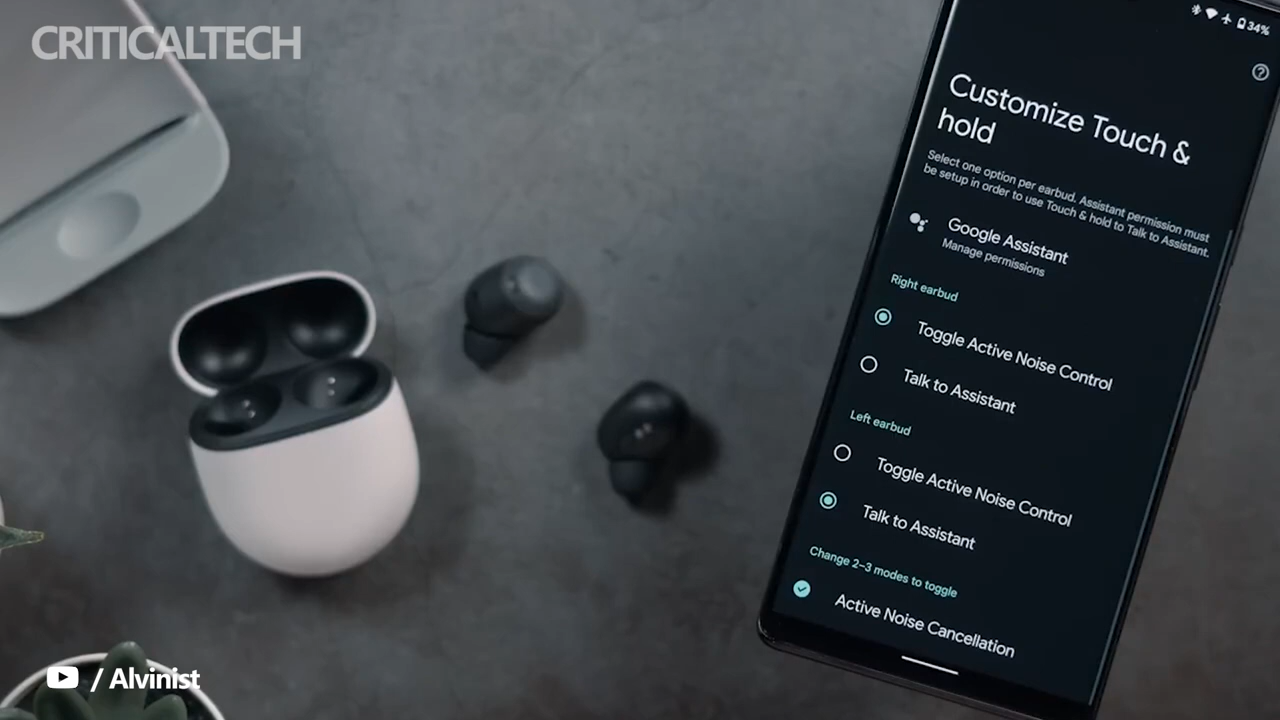 CRITICALTECH
34%
Customize Touch &
hold
Select one option per earbud. Assistant permission must
be setup in order to use Touch & hold to Talk to Assistant.
Google Assistant
Manage permissions
Right earbud
Toggle Active Noise Control
Talk to Assistant
Left earbud
Toggle Active Noise Control
Talk to Assistant
Change 2–3 modes to toggle
Active Noise Cancellation
/ Alvinist